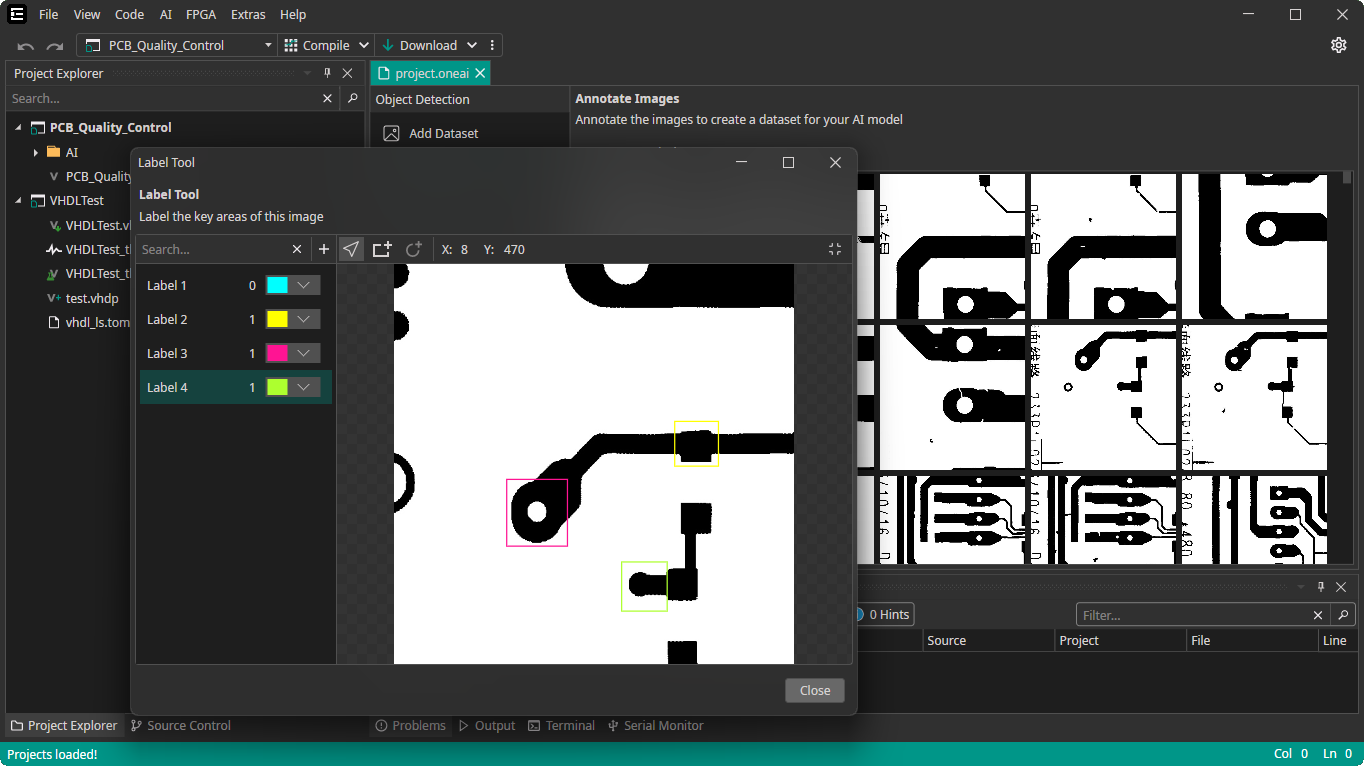 File View Code AI FPGA Extras Help
PCB_Quality_Control Compile Download
Project Explorer
Search...
PCB_Quality_Control
AI
PCB_Quality
VHDLTest
VHDLTest.v
VHDLTest_t
VHDLTest_t
test.vhdp
vhdl_ls.tom
project.oneai
Object Detection
Add Dataset
Annotate Images
Annotate the images to create a dataset for your AI model
Label Tool
Label Tool
Label the key areas of this image
Search...
X: 8 Y: 470
Label 1 0
Label 2 1
Label 3 1
Label 4 1
Close
0 Hints
Filter...
Source Project File Line
Project Explorer Source Control
Problems Output Terminal Serial Monitor
Projects loaded!
Col 0 Ln 0